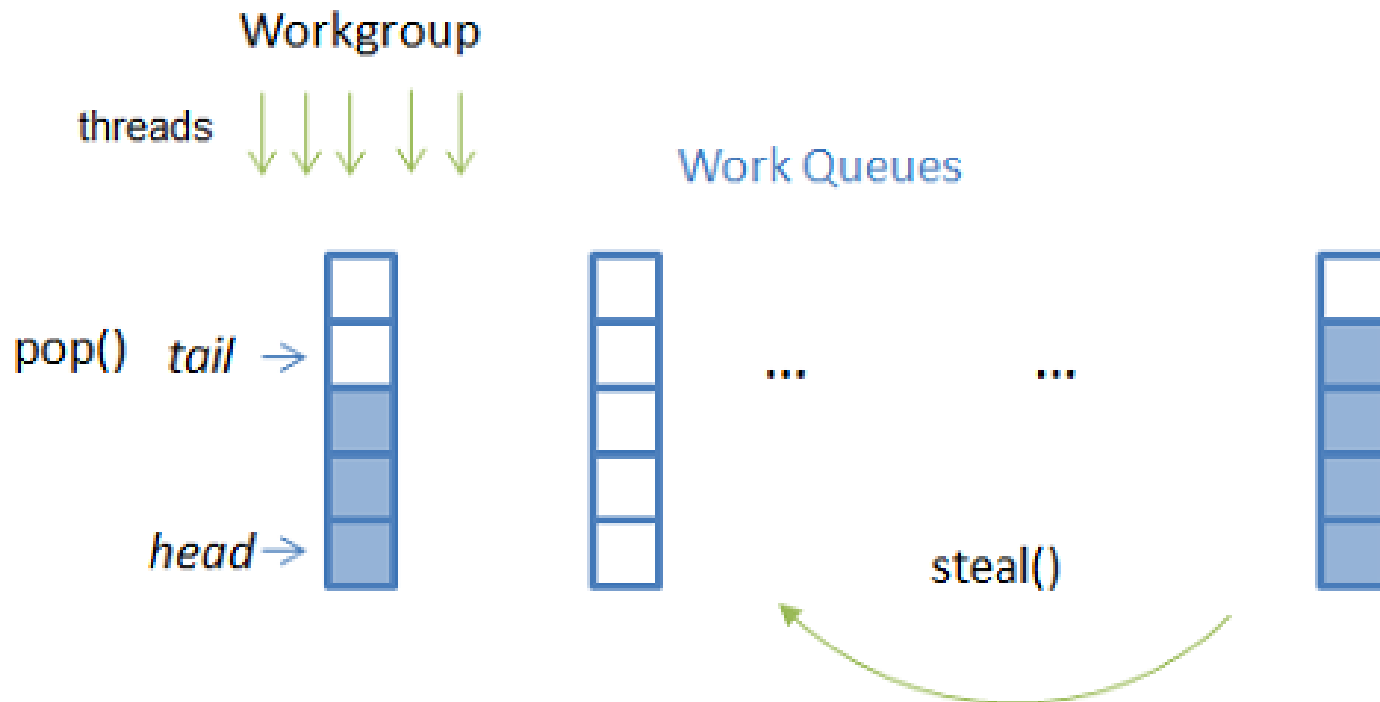 Workgroup
threads
Work Queues
pop() tail
... ...
head
steal()